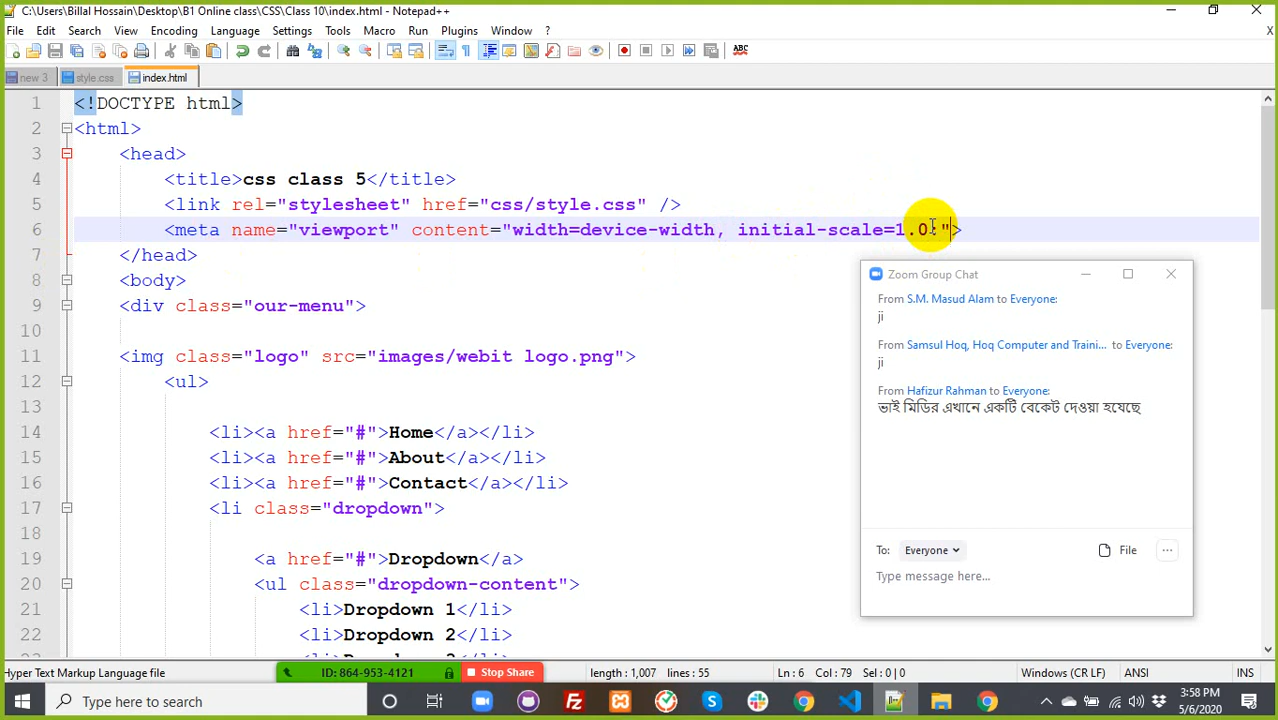 C:\Users\Billal Hossain\Desktop\B1 Online class\CSS\Class 10\index.html - Notepad++
File Edit Search View Encoding Language Settings Tools Macro Run Plugins Window ? X
ABC
new 3 style.css index.html
1 <!DOCTYPE html>
2 <html>
3 <head>
4 <title>css class 5</title>
5 <link rel="stylesheet" href="css/style.css" />
6 <meta name="viewport" content="width=device-width, initial-scale=1.0:">
7 </head>
8 <body>
9 <div class="our-menu">
10
11 <img class="logo" src="images/webit logo.png">
12 <ul>
13
14 <li><a href="#">Home</a></li>
15 <li><a href="#">About</a></li>
16 <li><a href="#">Contact</a></li>
17 <li class="dropdown">
18
19 <a href="#">Dropdown</a>
20 <ul class="dropdown-content">
21 <li>Dropdown 1</li>
22 <li>Dropdown 2</li>
23
Zoom Group Chat
From S.M. Masud Alam to Everyone:
ji
From Samsul Hoq, Hoq Computer and Traini... to Everyone:
ji
From Hafizur Rahman to Everyone:
ভাই মিডির এখানে একটি বেকেট দেওয়া হযেছে
To: Everyone File ...
Type message here...
Hyper Text Markup Language file ID: 864-953-4121 Stop Share length : 1,007 lines : 55 Ln : 6 Col : 79 Sel : 0 | 0 Windows (CR LF) ANSI INS
Type here to search
3:58 PM
5/6/2020